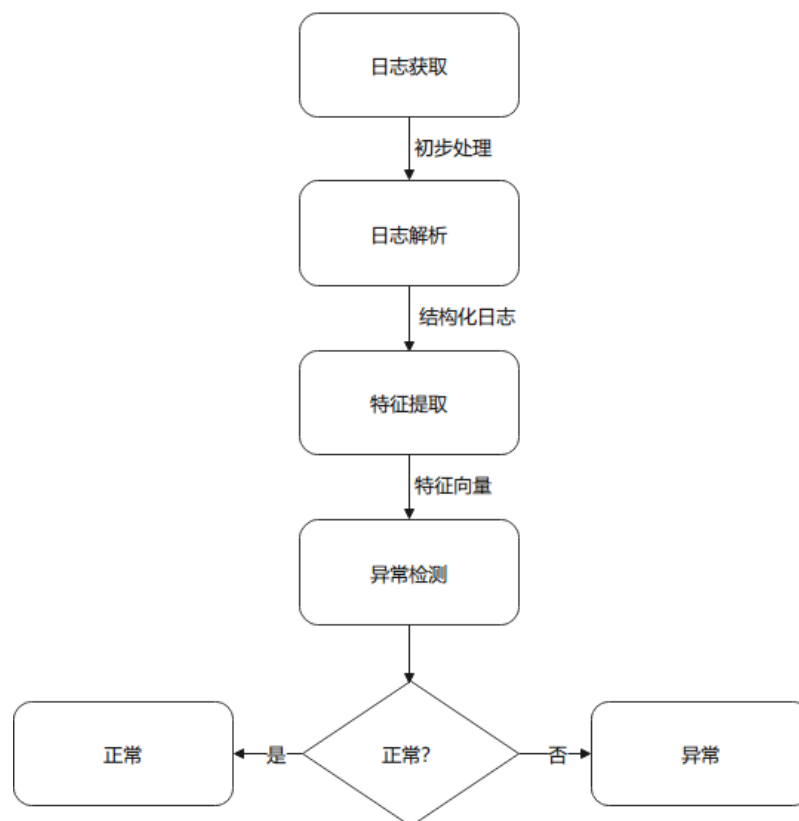 日志获取
初步处理
日志解析
结构化日志
特征提取
特征向量
异常检测
正常
是
正常?
否
异常